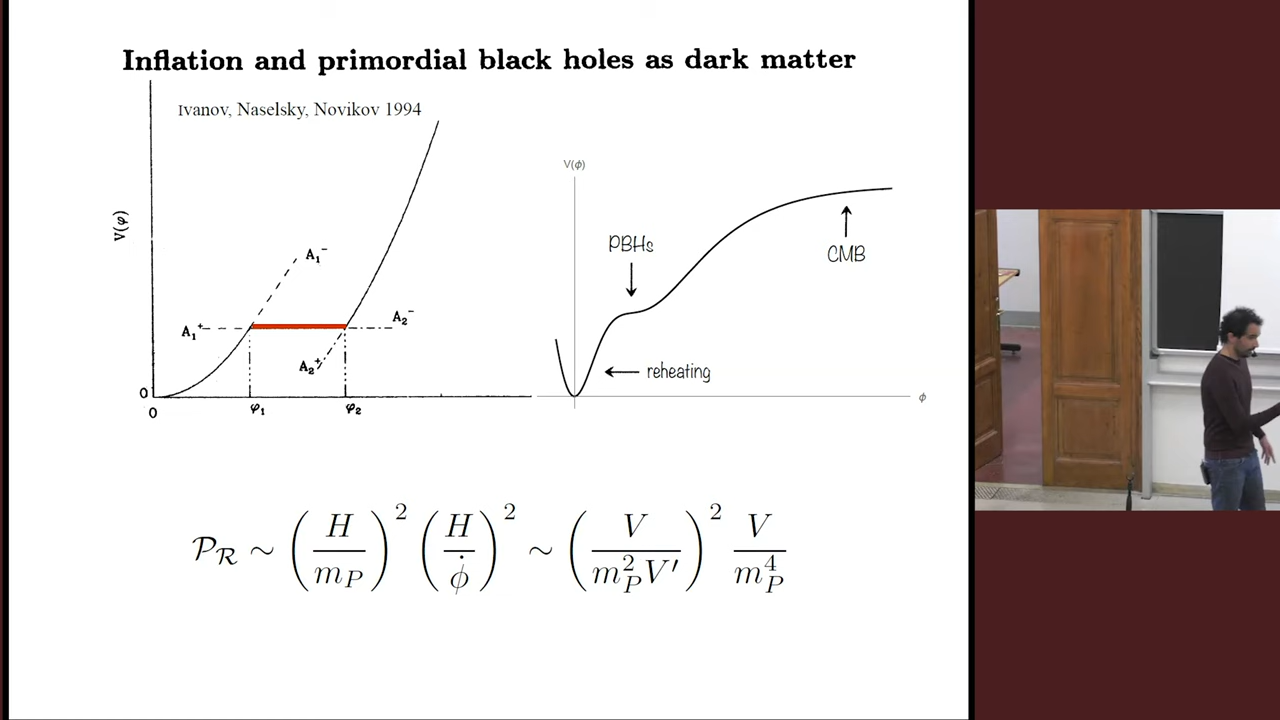 Inflation and primordial black holes as dark matter
Ivanov, Naselsky, Novikov 1994
V(φ)
A₁⁻
A₁⁺
A₂⁻
A₂⁺
0
0
φ₁
φ₂
V(ϕ)
PBHs
CMB
reheating
ϕ
𝒫_ℛ ∼ (H/m_P)² (H/ϕ̇)² ∼ (V/m_P² V′)² V/m_P⁴